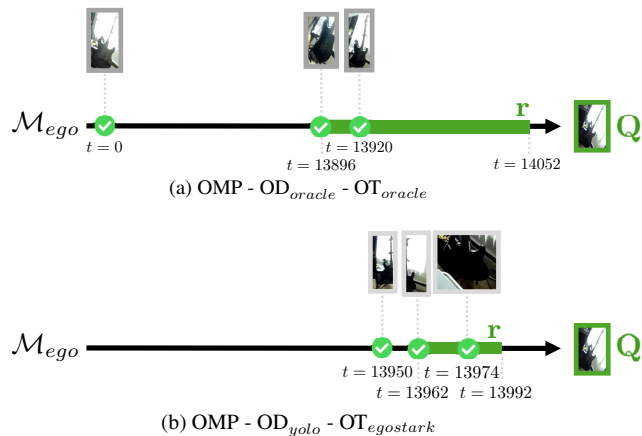 r
M_ego
Q
t = 0
t = 13920
t = 13896
t = 14052
(a) OMP - OD_oracle - OT_oracle
r
M_ego
Q
t = 13950
t = 13974
t = 13962
t = 13992
(b) OMP - OD_yolo - OT_egostark